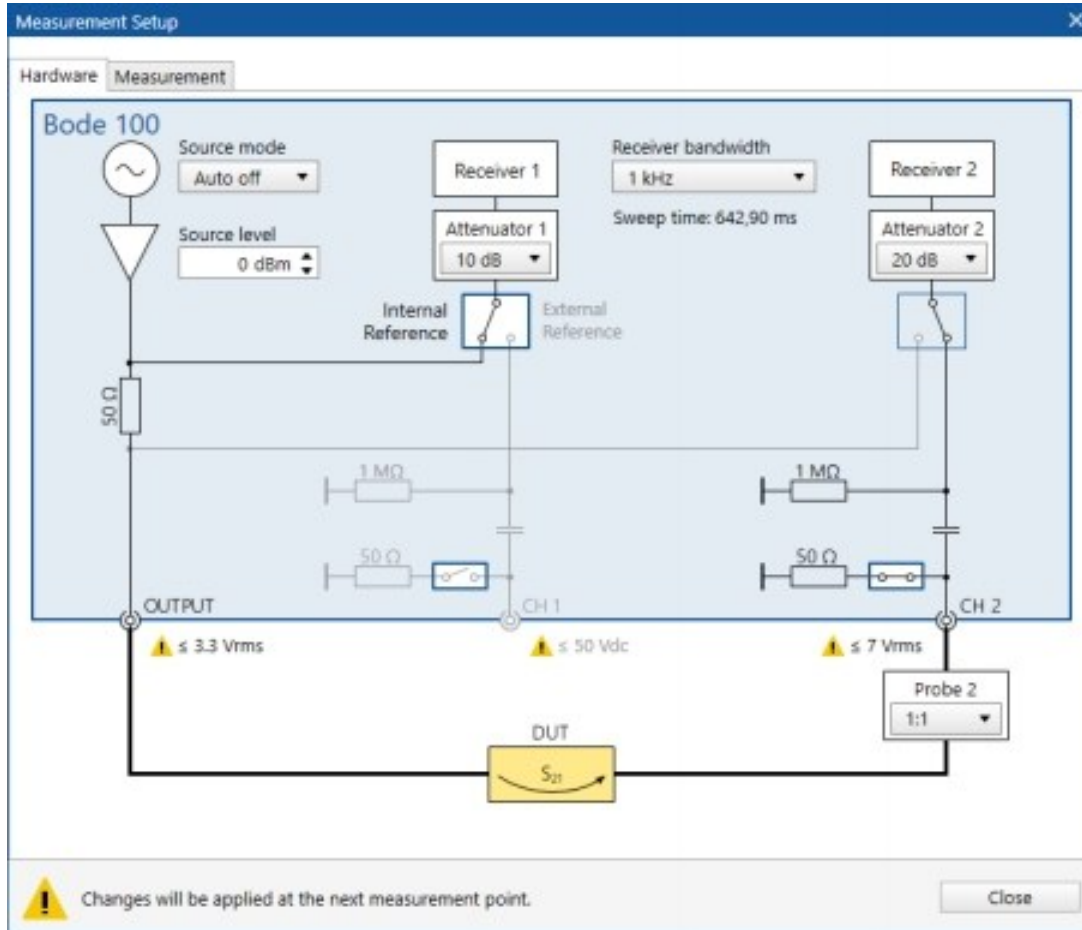 Measurement Setup
Hardware
Measurement
Bode 100
Source mode
Auto off
Source level
0 dBm
Receiver 1
Attenuator 1
10 dB
Internal
Reference
External
Reference
Receiver bandwidth
1 kHz
Sweep time: 642,90 ms
Receiver 2
Attenuator 2
20 dB
50 Ω
1 MΩ
50 Ω
1 MΩ
50 Ω
OUTPUT
CH 1
CH 2
≤ 3.3 Vrms
≤ 50 Vdc
≤ 7 Vrms
Probe 2
1:1
DUT
S21
Changes will be applied at the next measurement point.
Close